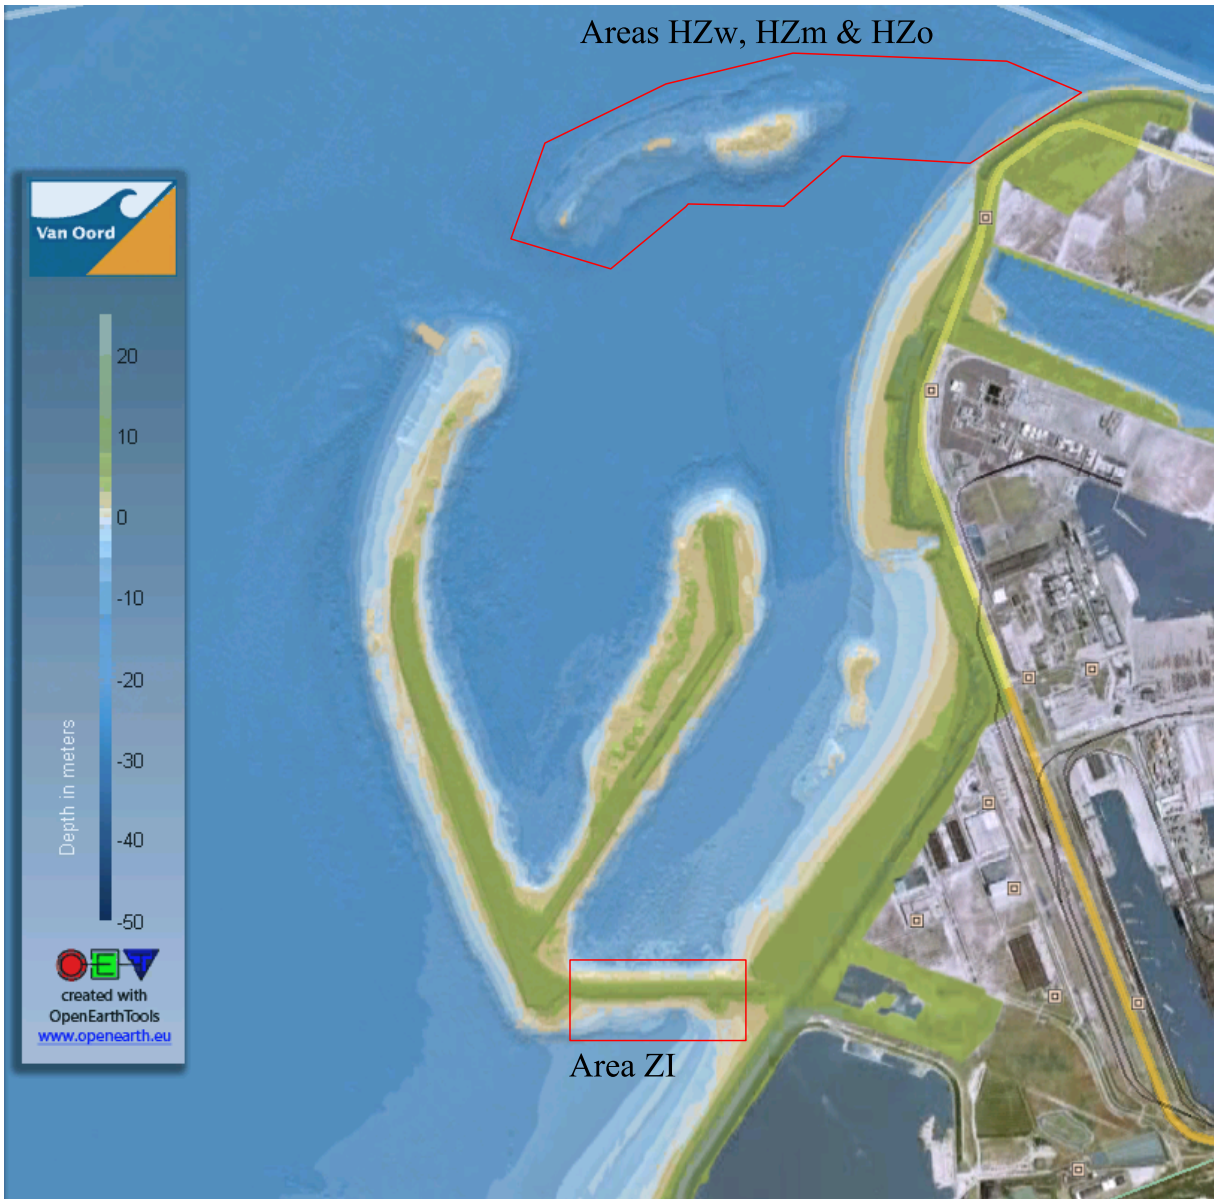 Areas HZw, HZm & HZo
Van Oord
20
10
0
-10
-20
-30
-40
-50
Depth in meters
OET
created with
OpenEarthTools
www.openearth.eu
Area ZI